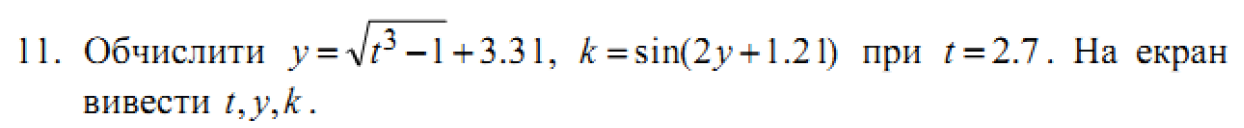 11. Обчислити y=√t³−1+3.31, k=sin(2y+1.21) при t=2.7. На екран
вивести t,y,k.